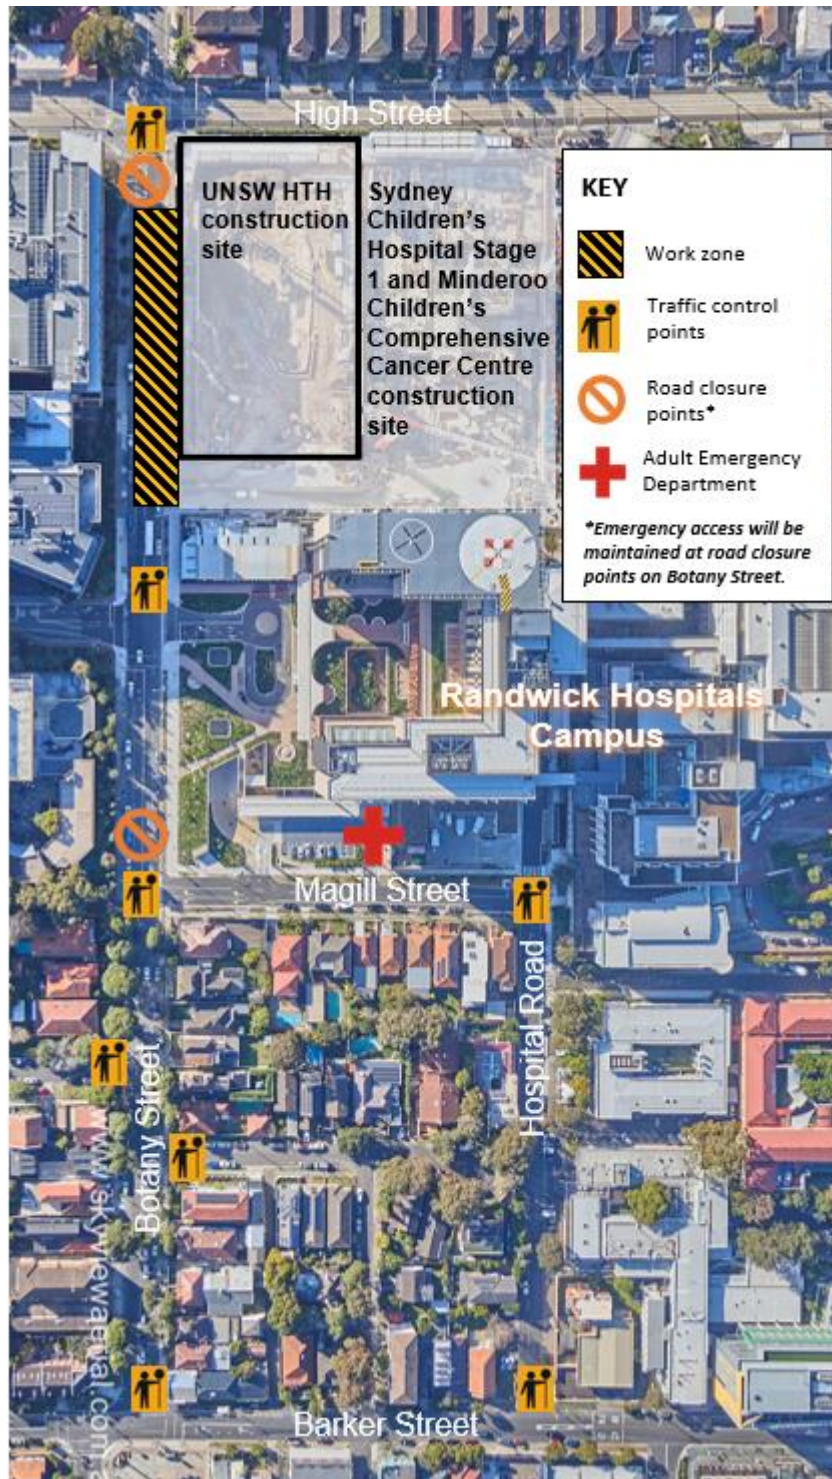 High Street
UNSW HTH
construction
site
Sydney
Children’s
Hospital Stage
1 and Minderoo
Children’s
Comprehensive
Cancer Centre
construction
site
KEY
Work zone
Traffic control
points
Road closure
points*
Adult Emergency
Department
*Emergency access will be
maintained at road closure
points on Botany Street.
Randwick Hospitals
Campus
Magill Street
Hospital Road
Botany Street
Barker Street